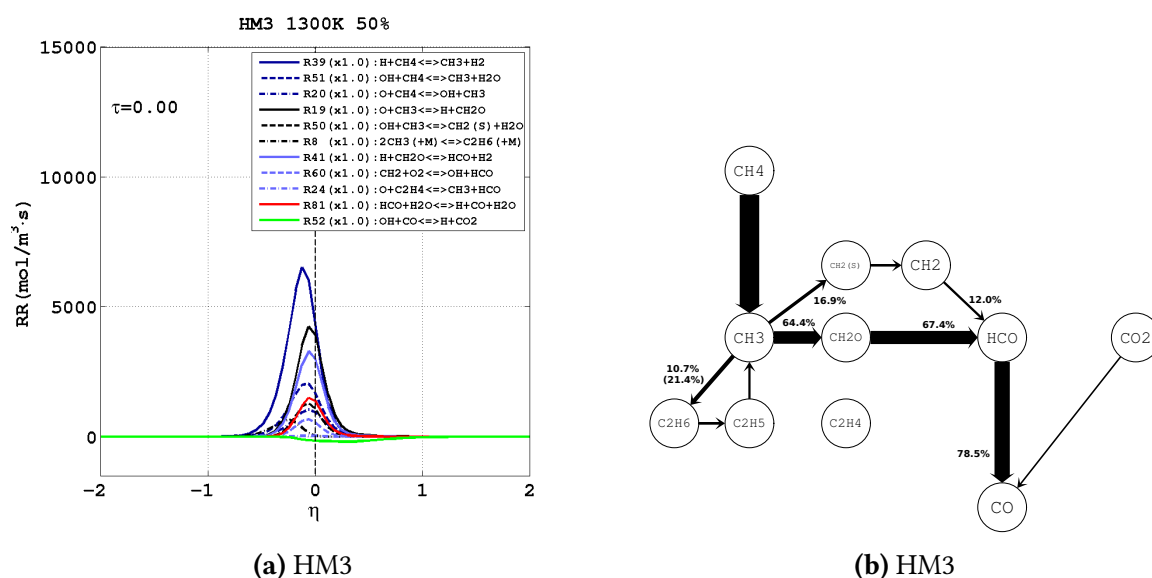 HM3 1300K 50%
15000
10000
5000
0
RR(mol/m³·s)
τ=0.00
R39(x1.0):H+CH4<=>CH3+H2
R51(x1.0):OH+CH4<=>CH3+H2O
R20(x1.0):O+CH4<=>OH+CH3
R19(x1.0):O+CH3<=>H+CH2O
R50(x1.0):OH+CH3<=>CH2(S)+H2O
R8 (x1.0):2CH3(+M)<=>C2H6(+M)
R41(x1.0):H+CH2O<=>HCO+H2
R60(x1.0):CH2+O2<=>OH+HCO
R24(x1.0):O+C2H4<=>CH3+HCO
R81(x1.0):HCO+H2O<=>H+CO+H2O
R52(x1.0):OH+CO<=>H+CO2
−2 −1 0 1 2
η
(a) HM3
CH4
CH2(S) CH2
16.9% 12.0%
64.4% 67.4%
CH3 CH2O HCO CO2
10.7%
(21.4%)
C2H6 C2H5 C2H4
78.5%
CO
(b) HM3